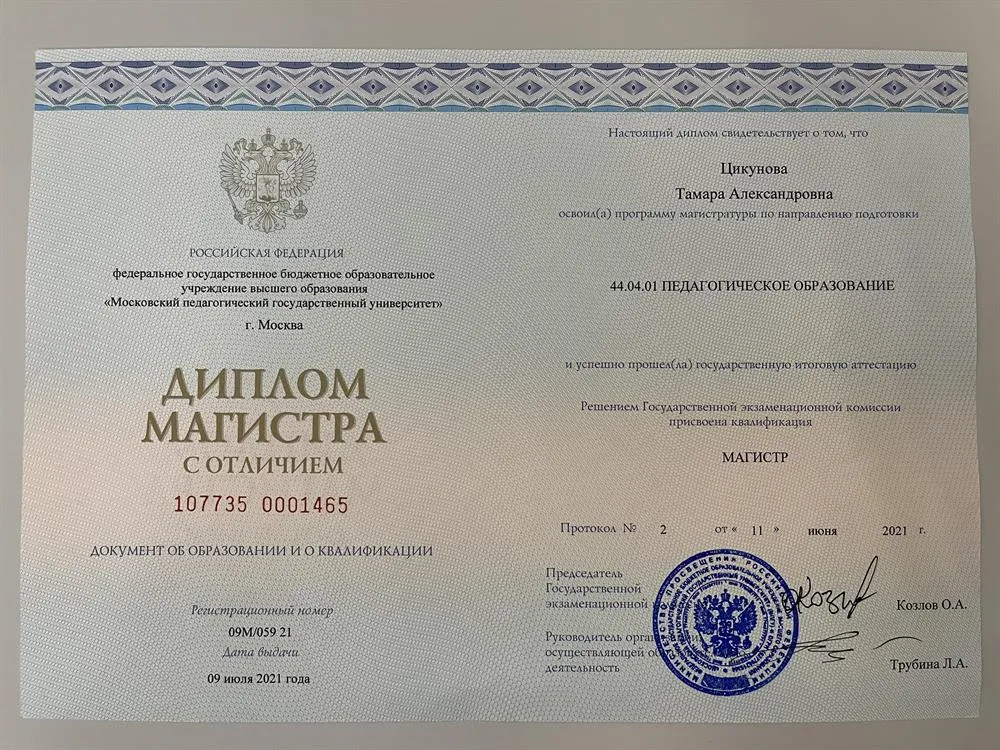 РОССИЙСКАЯ ФЕДЕРАЦИЯ
федеральное государственное бюджетное образовательное
учреждение высшего образования
«Московский педагогический государственный университет»
г. Москва
ДИПЛОМ
МАГИСТРА
С ОТЛИЧИЕМ
107735 0001465
ДОКУМЕНТ ОБ ОБРАЗОВАНИИ И О КВАЛИФИКАЦИИ
Регистрационный номер
09М/059 21
Дата выдачи
09 июля 2021 года
Настоящий диплом свидетельствует о том, что
Цикунова
Тамара Александровна
освоил(а) программу магистратуры по направлению подготовки
44.04.01 ПЕДАГОГИЧЕСКОЕ ОБРАЗОВАНИЕ
и успешно прошел(ла) государственную итоговую аттестацию
Решением Государственной экзаменационной комиссии
присвоена квалификация
МАГИСТР
Протокол № 2 от « 11 » июня 2021 г.
Председатель
Государственной
экзаменационной
Козлов О.А.
Руководитель
осуществляющей
деятельность
Трубина Л.А.
МИНИСТЕРСТВО ПРОСВЕЩЕНИЯ РОССИЙСКОЙ ФЕДЕРАЦИИ